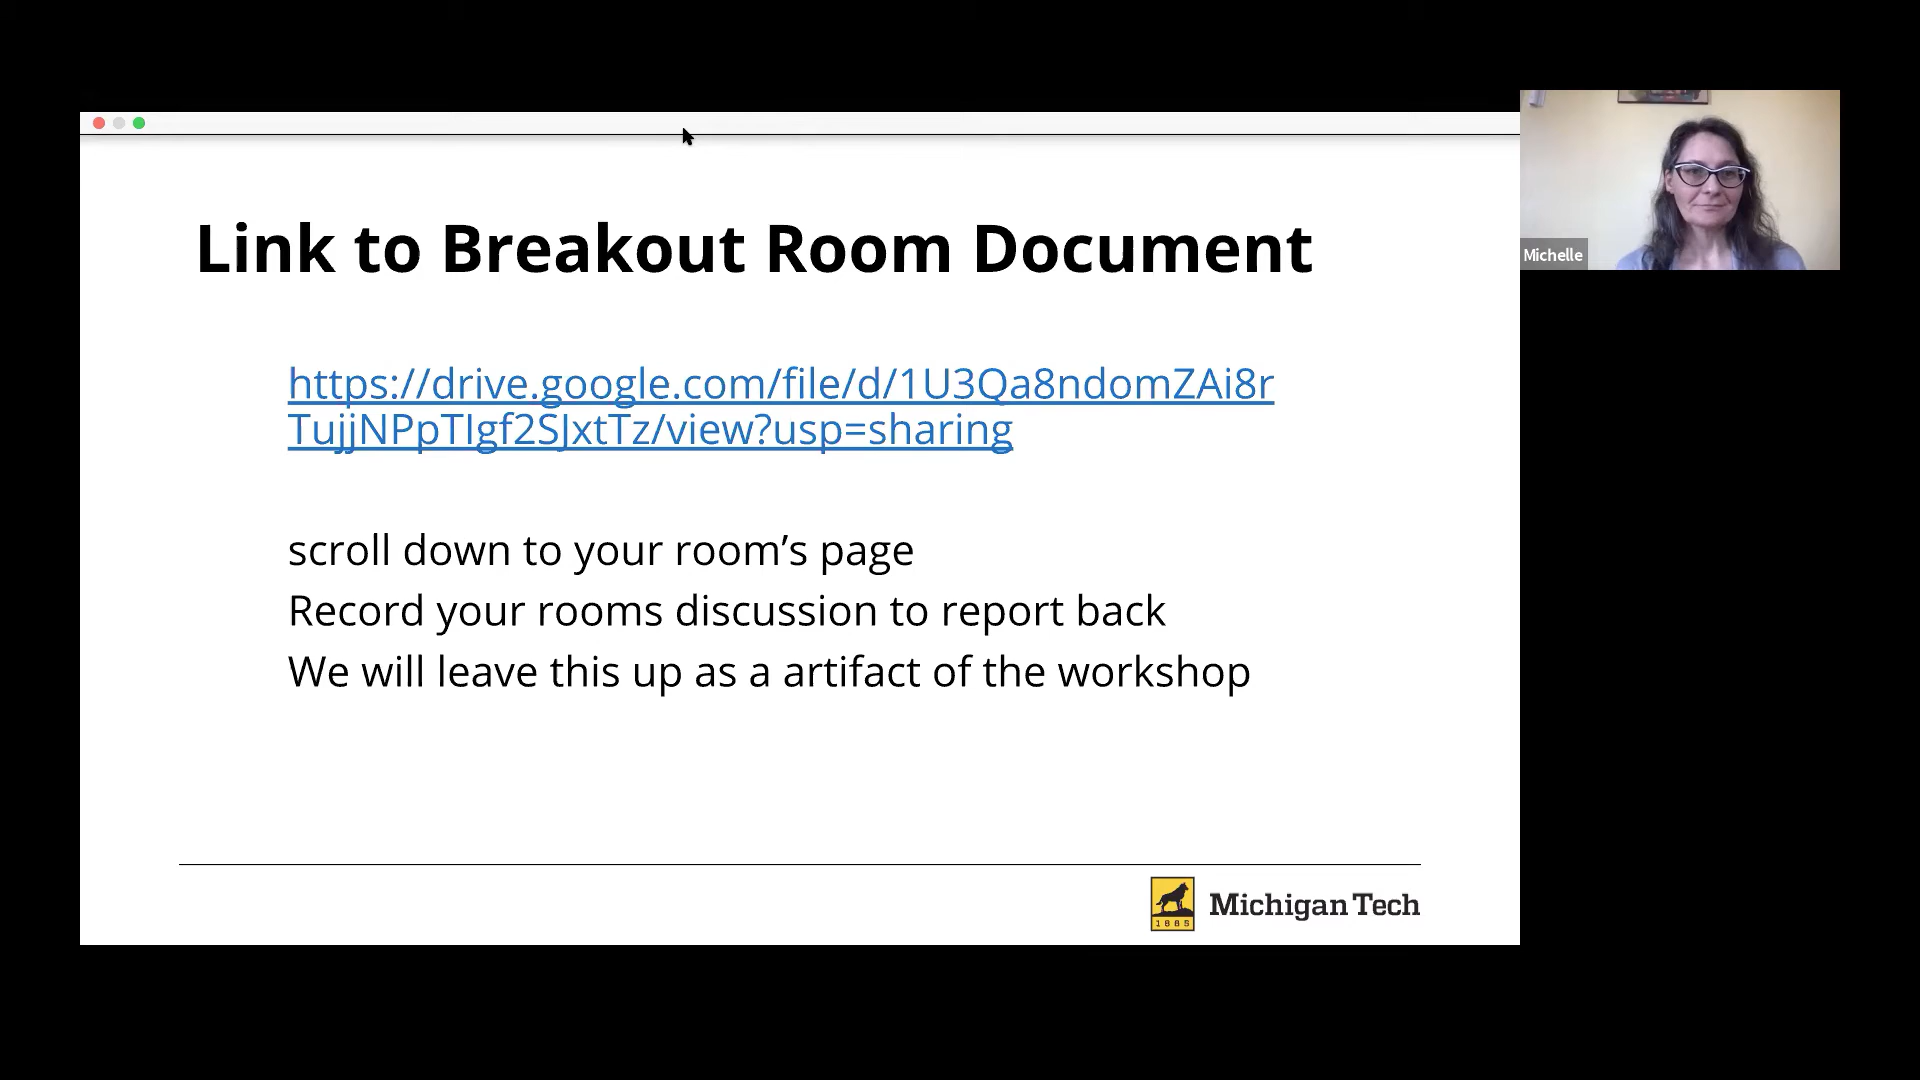 Link to Breakout Room Document
https://drive.google.com/file/d/1U3Qa8ndomZAi8r
TujjNPpTIgf2SJxtTz/view?usp=sharing
scroll down to your room’s page
Record your rooms discussion to report back
We will leave this up as a artifact of the workshop
1885
Michigan Tech
Michelle